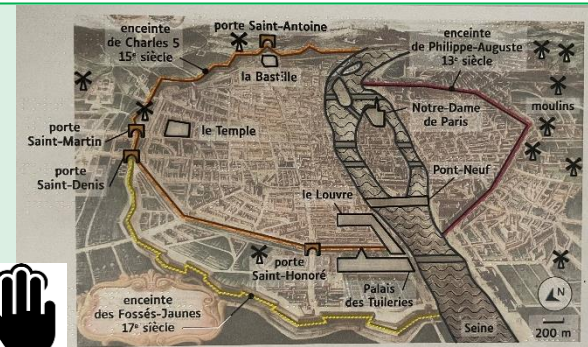 enceinte
de Charles 5
15e siècle
porte Saint-Antoine
la Bastille
enceinte
de Philippe-Auguste
13e siècle
moulins
Notre-Dame
de Paris
porte
Saint-Martin
le Temple
porte
Saint-Denis
Pont-Neuf
le Louvre
porte
Saint-Honoré
Palais
des Tuileries
enceinte
des Fossés-Jaunes
17e siècle
Seine
N
200 m